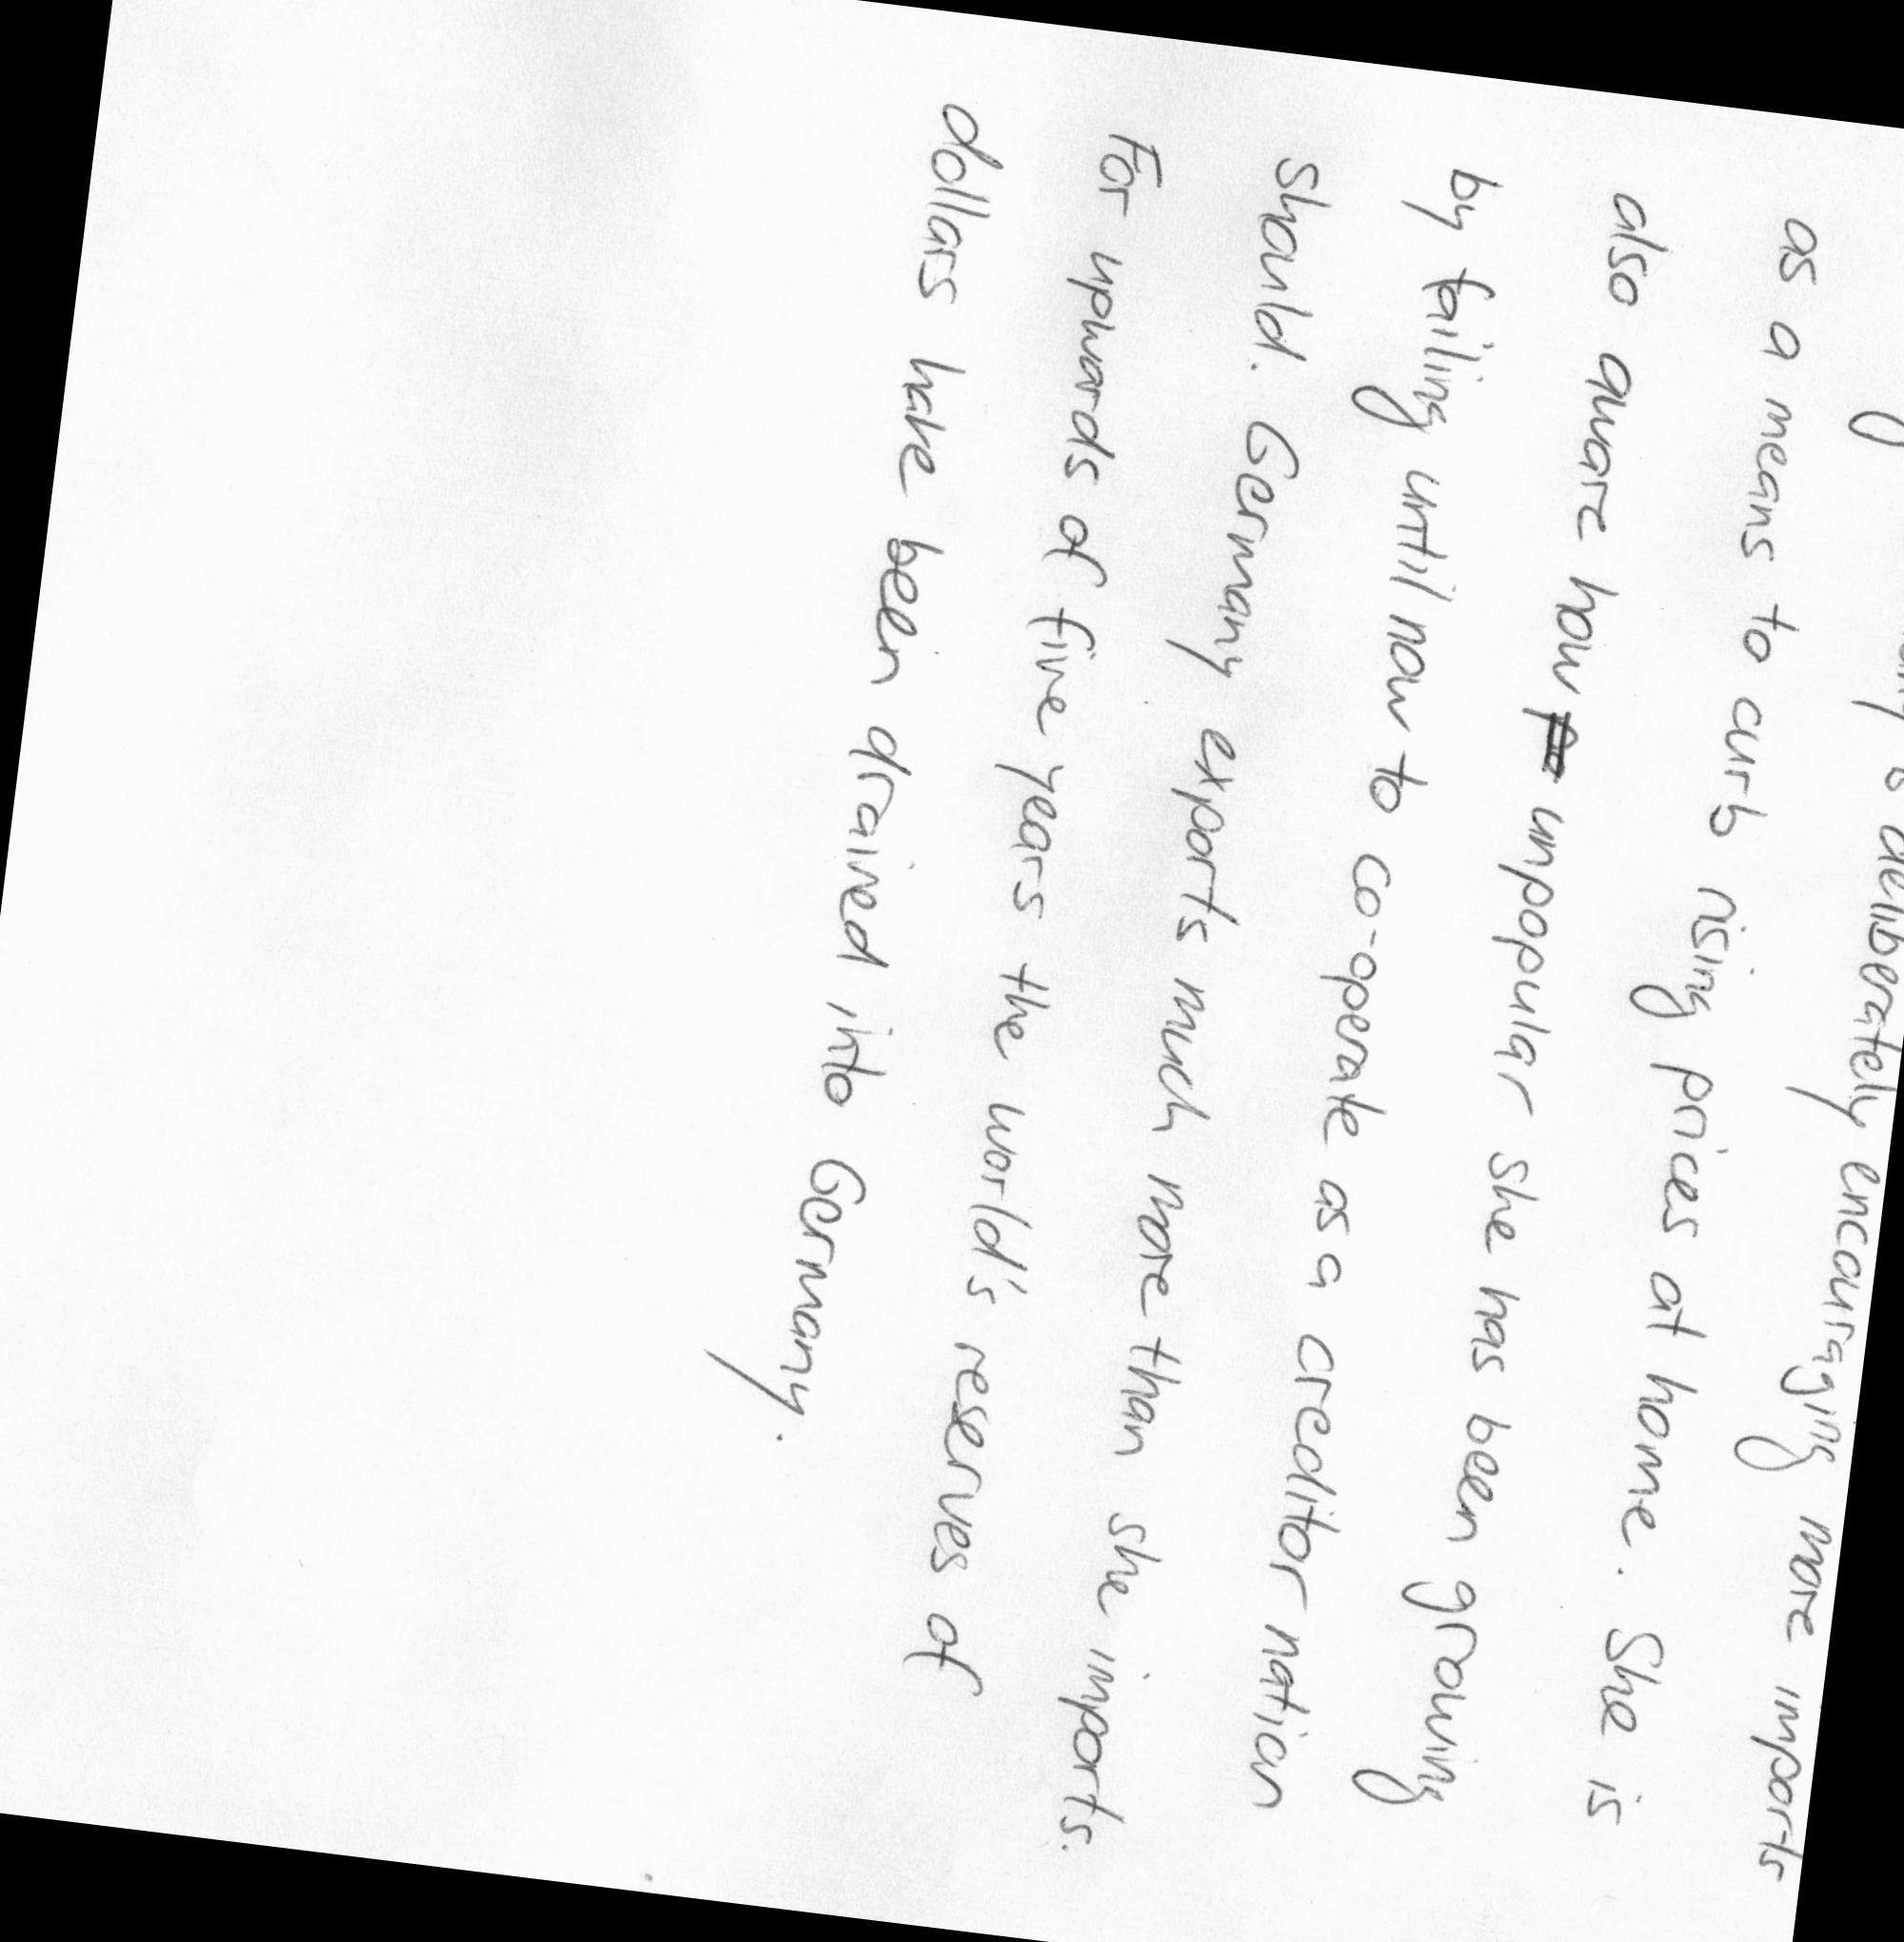 deliberately encouraging more imports
as a means to curb rising prices at home. She is
also aware how unpopular she has been growing
by failing until now to co-operate as a creditor nation
should. Germany exports much more than she imports.
For upwards of five years the world's reserves of
dollars have been drained into Germany.